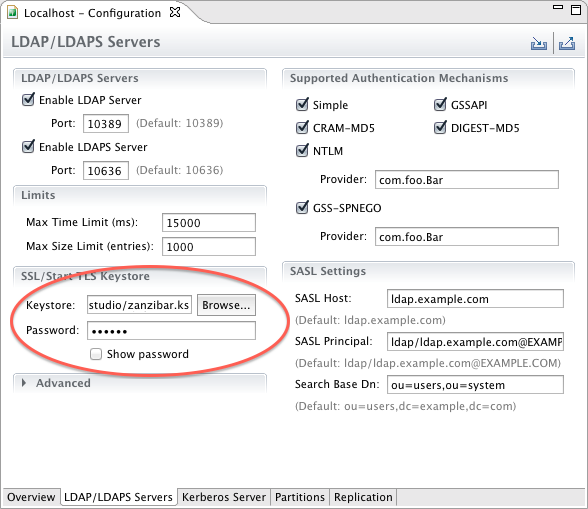 Localhost - Configuration
LDAP/LDAPS Servers
LDAP/LDAPS Servers
Enable LDAP Server
Port: 10389 (Default: 10389)
Enable LDAPS Server
Port: 10636 (Default: 10636)
Limits
Max Time Limit (ms): 15000
Max Size Limit (entries): 1000
SSL/Start TLS Keystore
Keystore: studio/zanzibar.ks Browse...
Password: ••••••
Show password
Advanced
Supported Authentication Mechanisms
Simple GSSAPI
CRAM-MD5 DIGEST-MD5
NTLM
Provider: com.foo.Bar
GSS-SPNEGO
Provider: com.foo.Bar
SASL Settings
SASL Host: ldap.example.com
(Default: ldap.example.com)
SASL Principal: ldap/ldap.example.com@EXAMP
(Default: ldap/ldap.example.com@EXAMPLE.COM)
Search Base Dn: ou=users,ou=system
(Default: ou=users,dc=example,dc=com)
Overview LDAP/LDAPS Servers Kerberos Server Partitions Replication